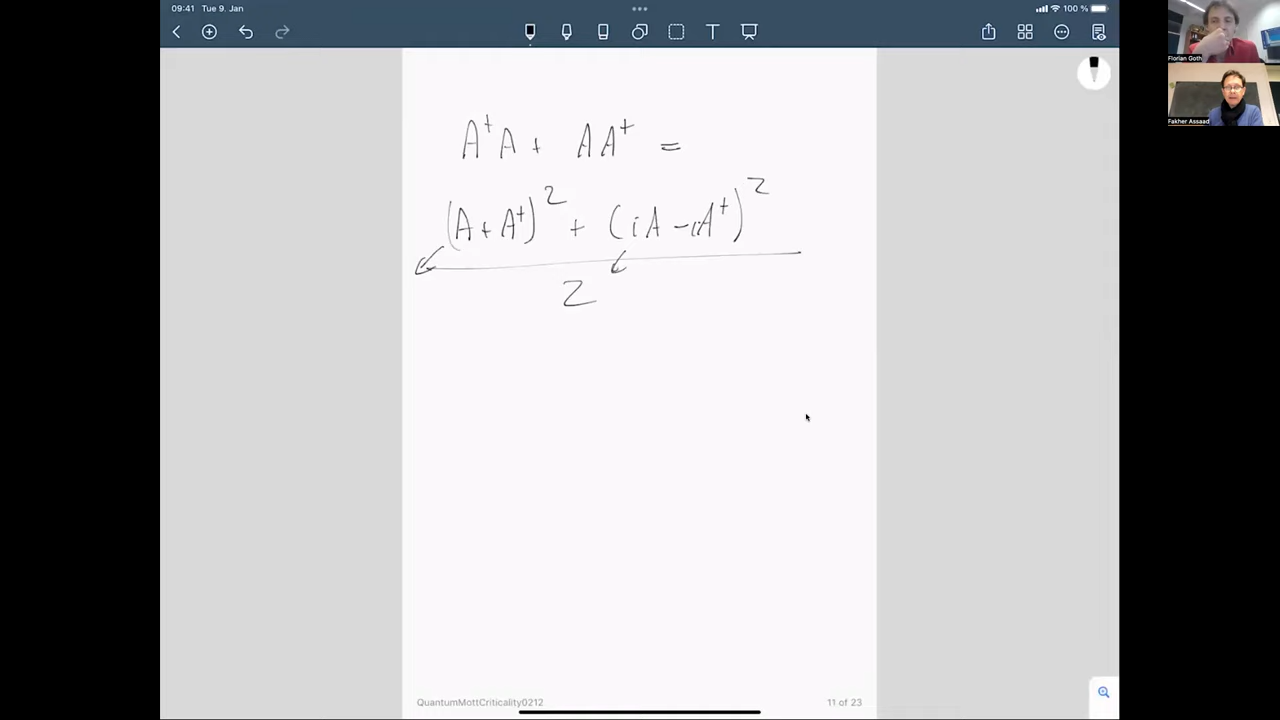 09:41 Tue 9. Jan
100 %
Florian Goth
Fakher Assaad
A† A + A A† =
(A + A†)² + (iA - iA†)²
2
QuantumMottCriticality0212
11 of 23